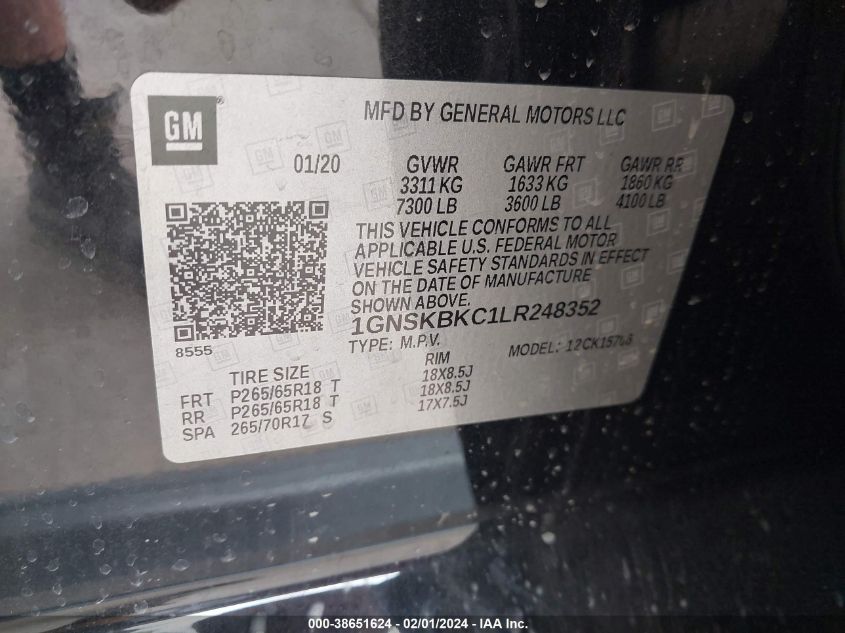 GM ®
MFD BY GENERAL MOTORS LLC
01/20 GVWR GAWR FRT GAWR RR
3311 KG 1633 KG 1860 KG
7300 LB 3600 LB 4100 LB
THIS VEHICLE CONFORMS TO ALL
APPLICABLE U.S. FEDERAL MOTOR
VEHICLE SAFETY STANDARDS IN EFFECT
ON THE DATE OF MANUFACTURE
SHOWN ABOVE.
1GNSKBKC1LR248352
8555
TYPE: M.P.V. MODEL: 12CK15706
TIRE SIZE RIM
FRT P265/65R18 T 18X8.5J
RR P265/65R18 T 18X8.5J
SPA 265/70R17 S 17X7.5J
000-38651624 - 02/01/2024 - IAA Inc.